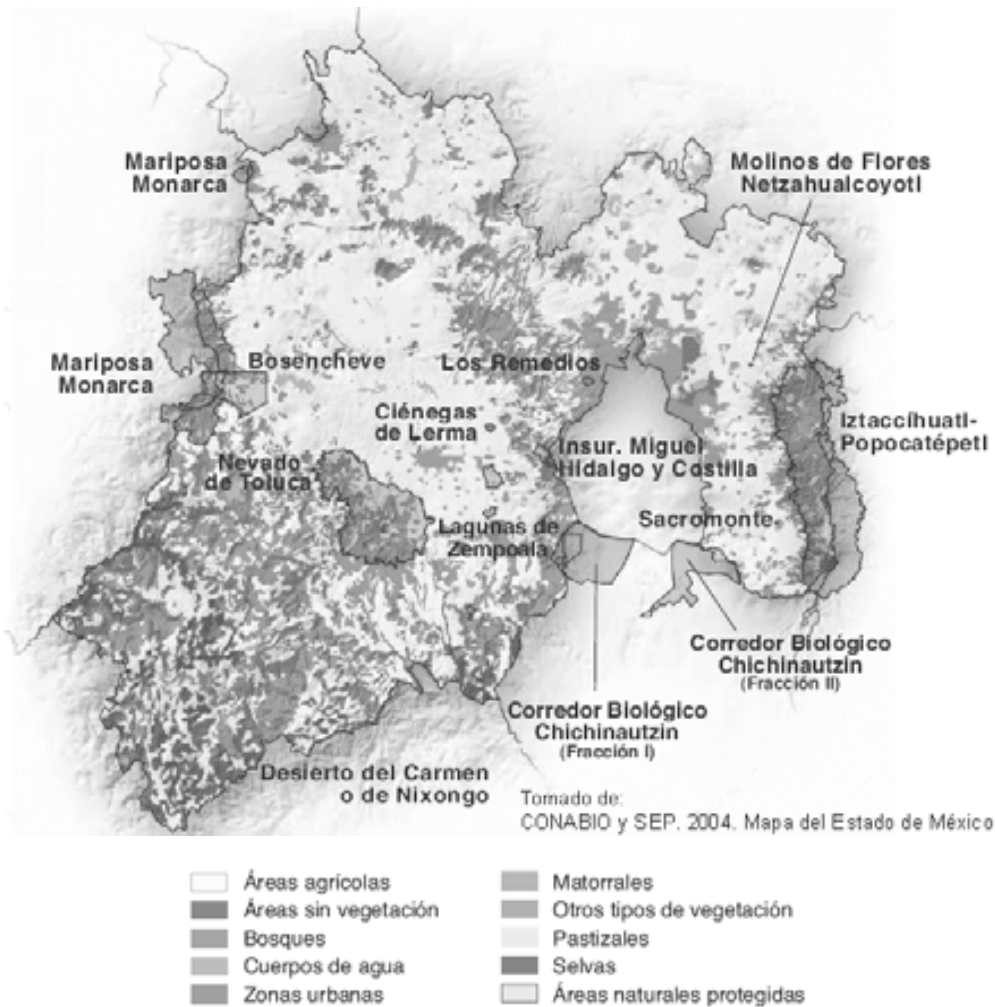 Mariposa
Monarca
Molinos de Flores
Netzahualcoyotl
Mariposa
Monarca
Bosencheve
Los Remedios
Ciénegas
de Lerma
Iztaccíhuatl-
Popocatépetl
Insur. Miguel
Hidalgo y Costilla
Nevado
de Toluca
Sacromonte
Lagunas de
Zempoala
Corredor Biológico
Chichinautzin
(Fracción II)
Corredor Biológico
Chichinautzin
(Fracción I)
Desierto del Carmen
o de Nixongo
Tomado de:
CONABIO y SEP. 2004. Mapa del Estado de México
Áreas agrícolas
Áreas sin vegetación
Bosques
Cuerpos de agua
Zonas urbanas
Matorrales
Otros tipos de vegetación
Pastizales
Selvas
Áreas naturales protegidas